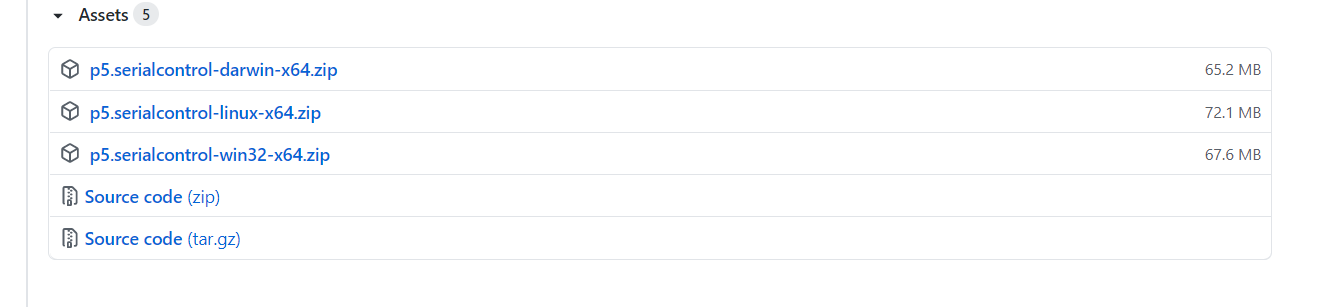 Assets 5
p5.serialcontrol-darwin-x64.zip 65.2 MB
p5.serialcontrol-linux-x64.zip 72.1 MB
p5.serialcontrol-win32-x64.zip 67.6 MB
Source code (zip)
Source code (tar.gz)